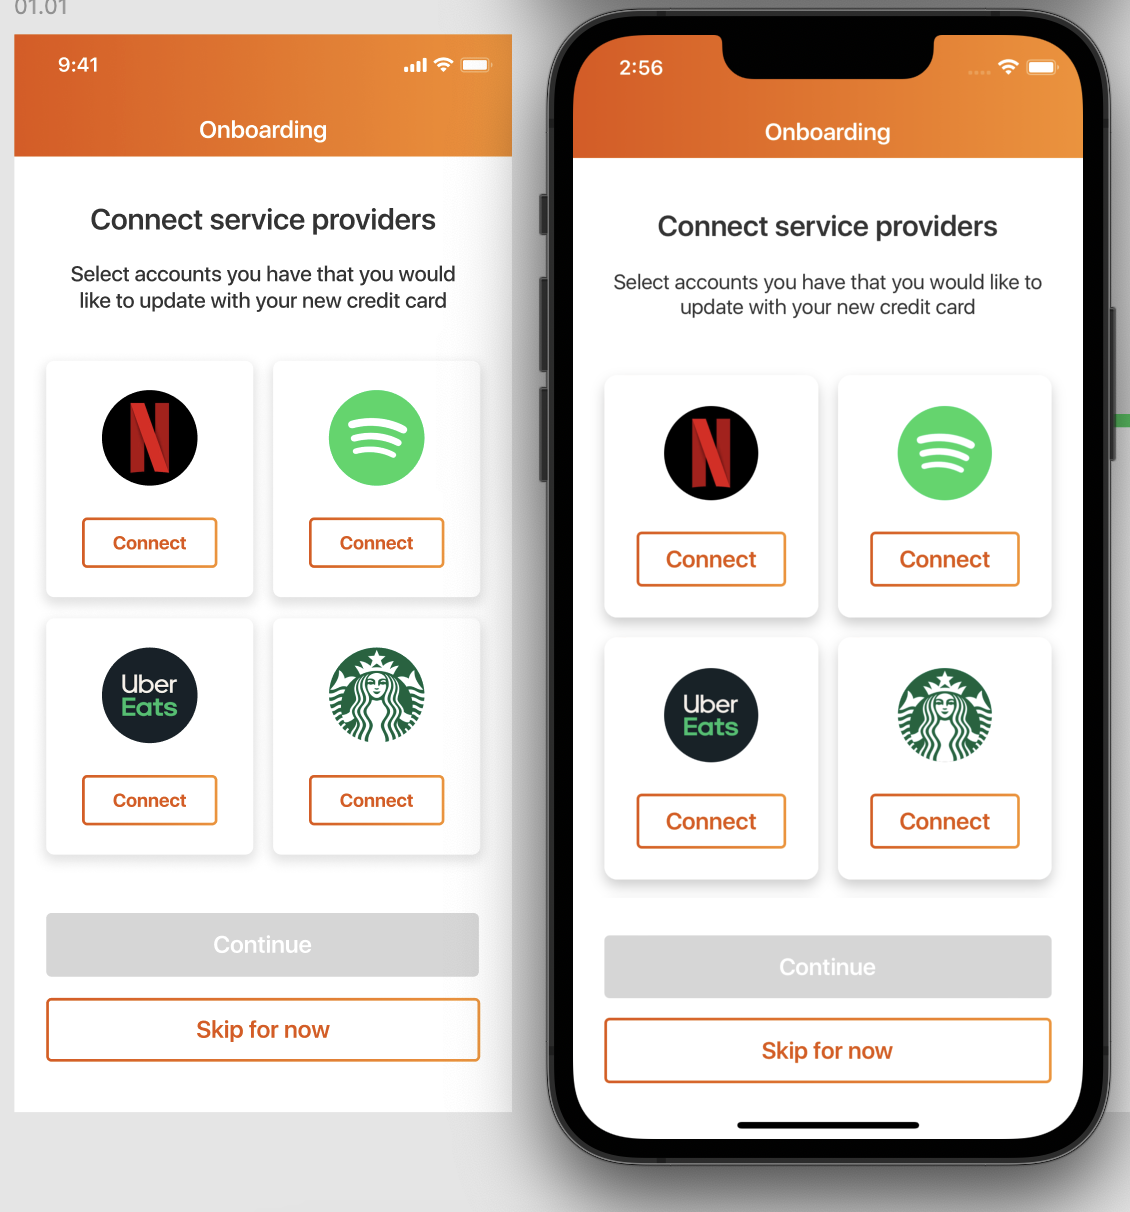 01.01
9:41
Onboarding
Connect service providers
Select accounts you have that you would
like to update with your new credit card
N
Connect
Connect
Uber
Eats
Connect
Connect
Continue
Skip for now
2:56
Onboarding
Connect service providers
Select accounts you have that you would like to
update with your new credit card
N
Connect
Connect
Uber
Eats
Connect
Connect
Continue
Skip for now